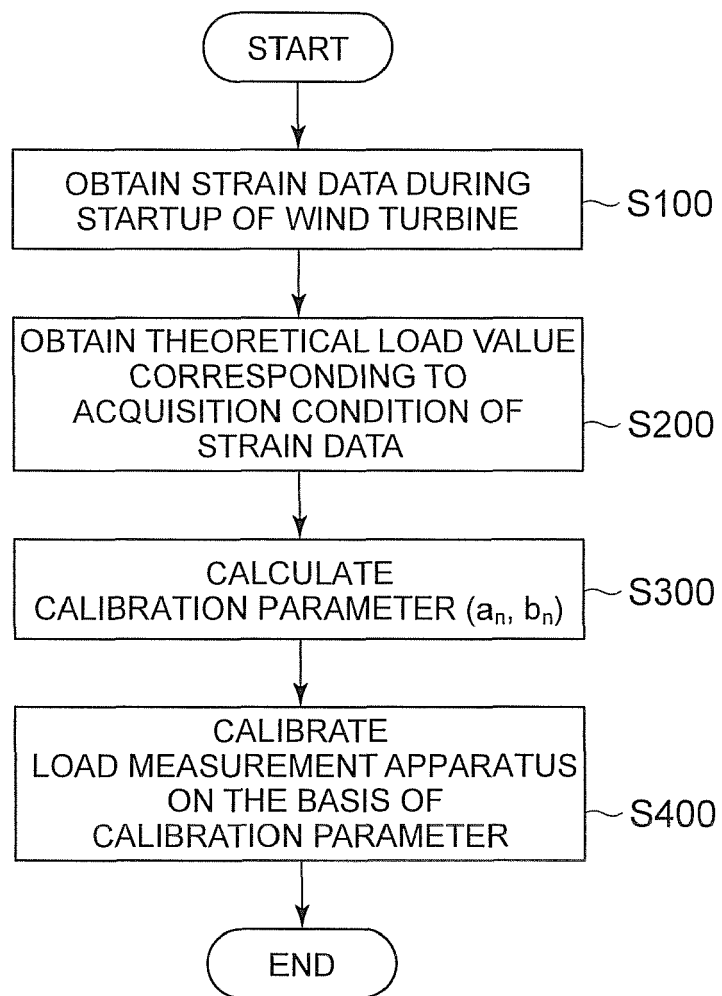 START
OBTAIN STRAIN DATA DURING
STARTUP OF WIND TURBINE
S100
OBTAIN THEORETICAL LOAD VALUE
CORRESPONDING TO
ACQUISITION CONDITION OF
STRAIN DATA
S200
CALCULATE
CALIBRATION PARAMETER (aₙ, bₙ)
S300
CALIBRATE
LOAD MEASUREMENT APPARATUS
ON THE BASIS OF
CALIBRATION PARAMETER
S400
END